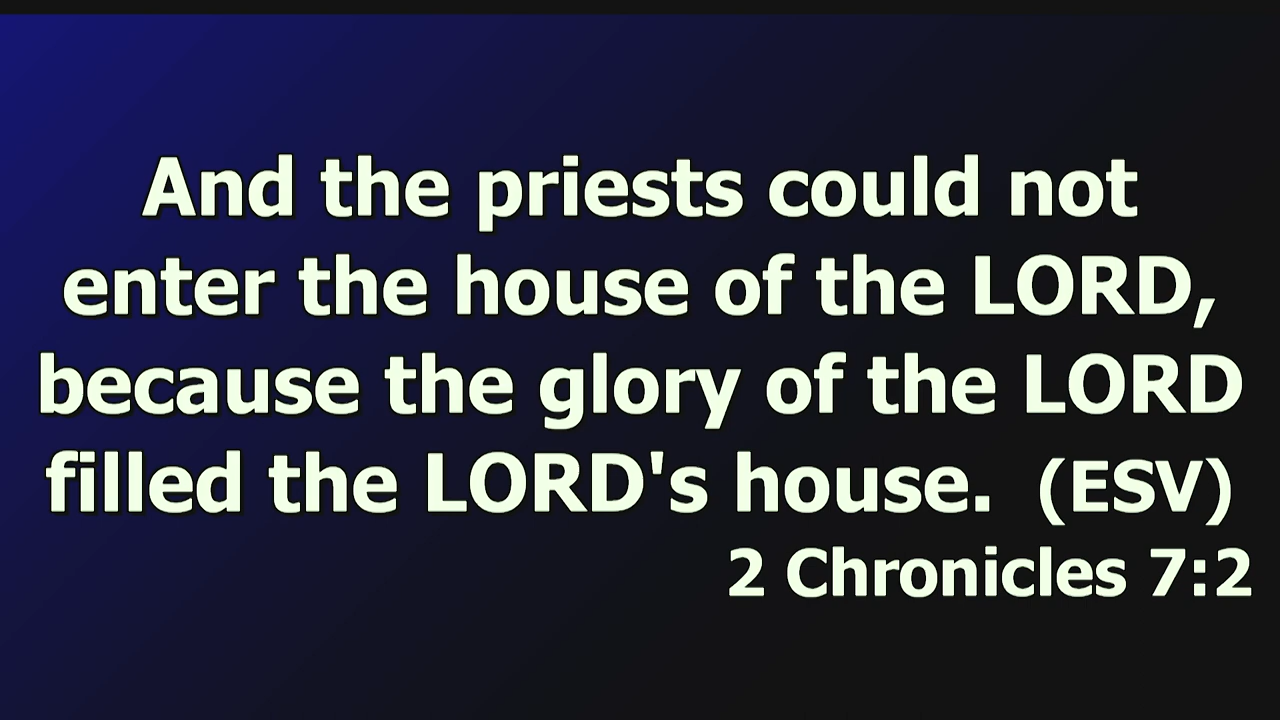 And the priests could not
enter the house of the LORD,
because the glory of the LORD
filled the LORD's house.  (ESV)
2 Chronicles 7:2